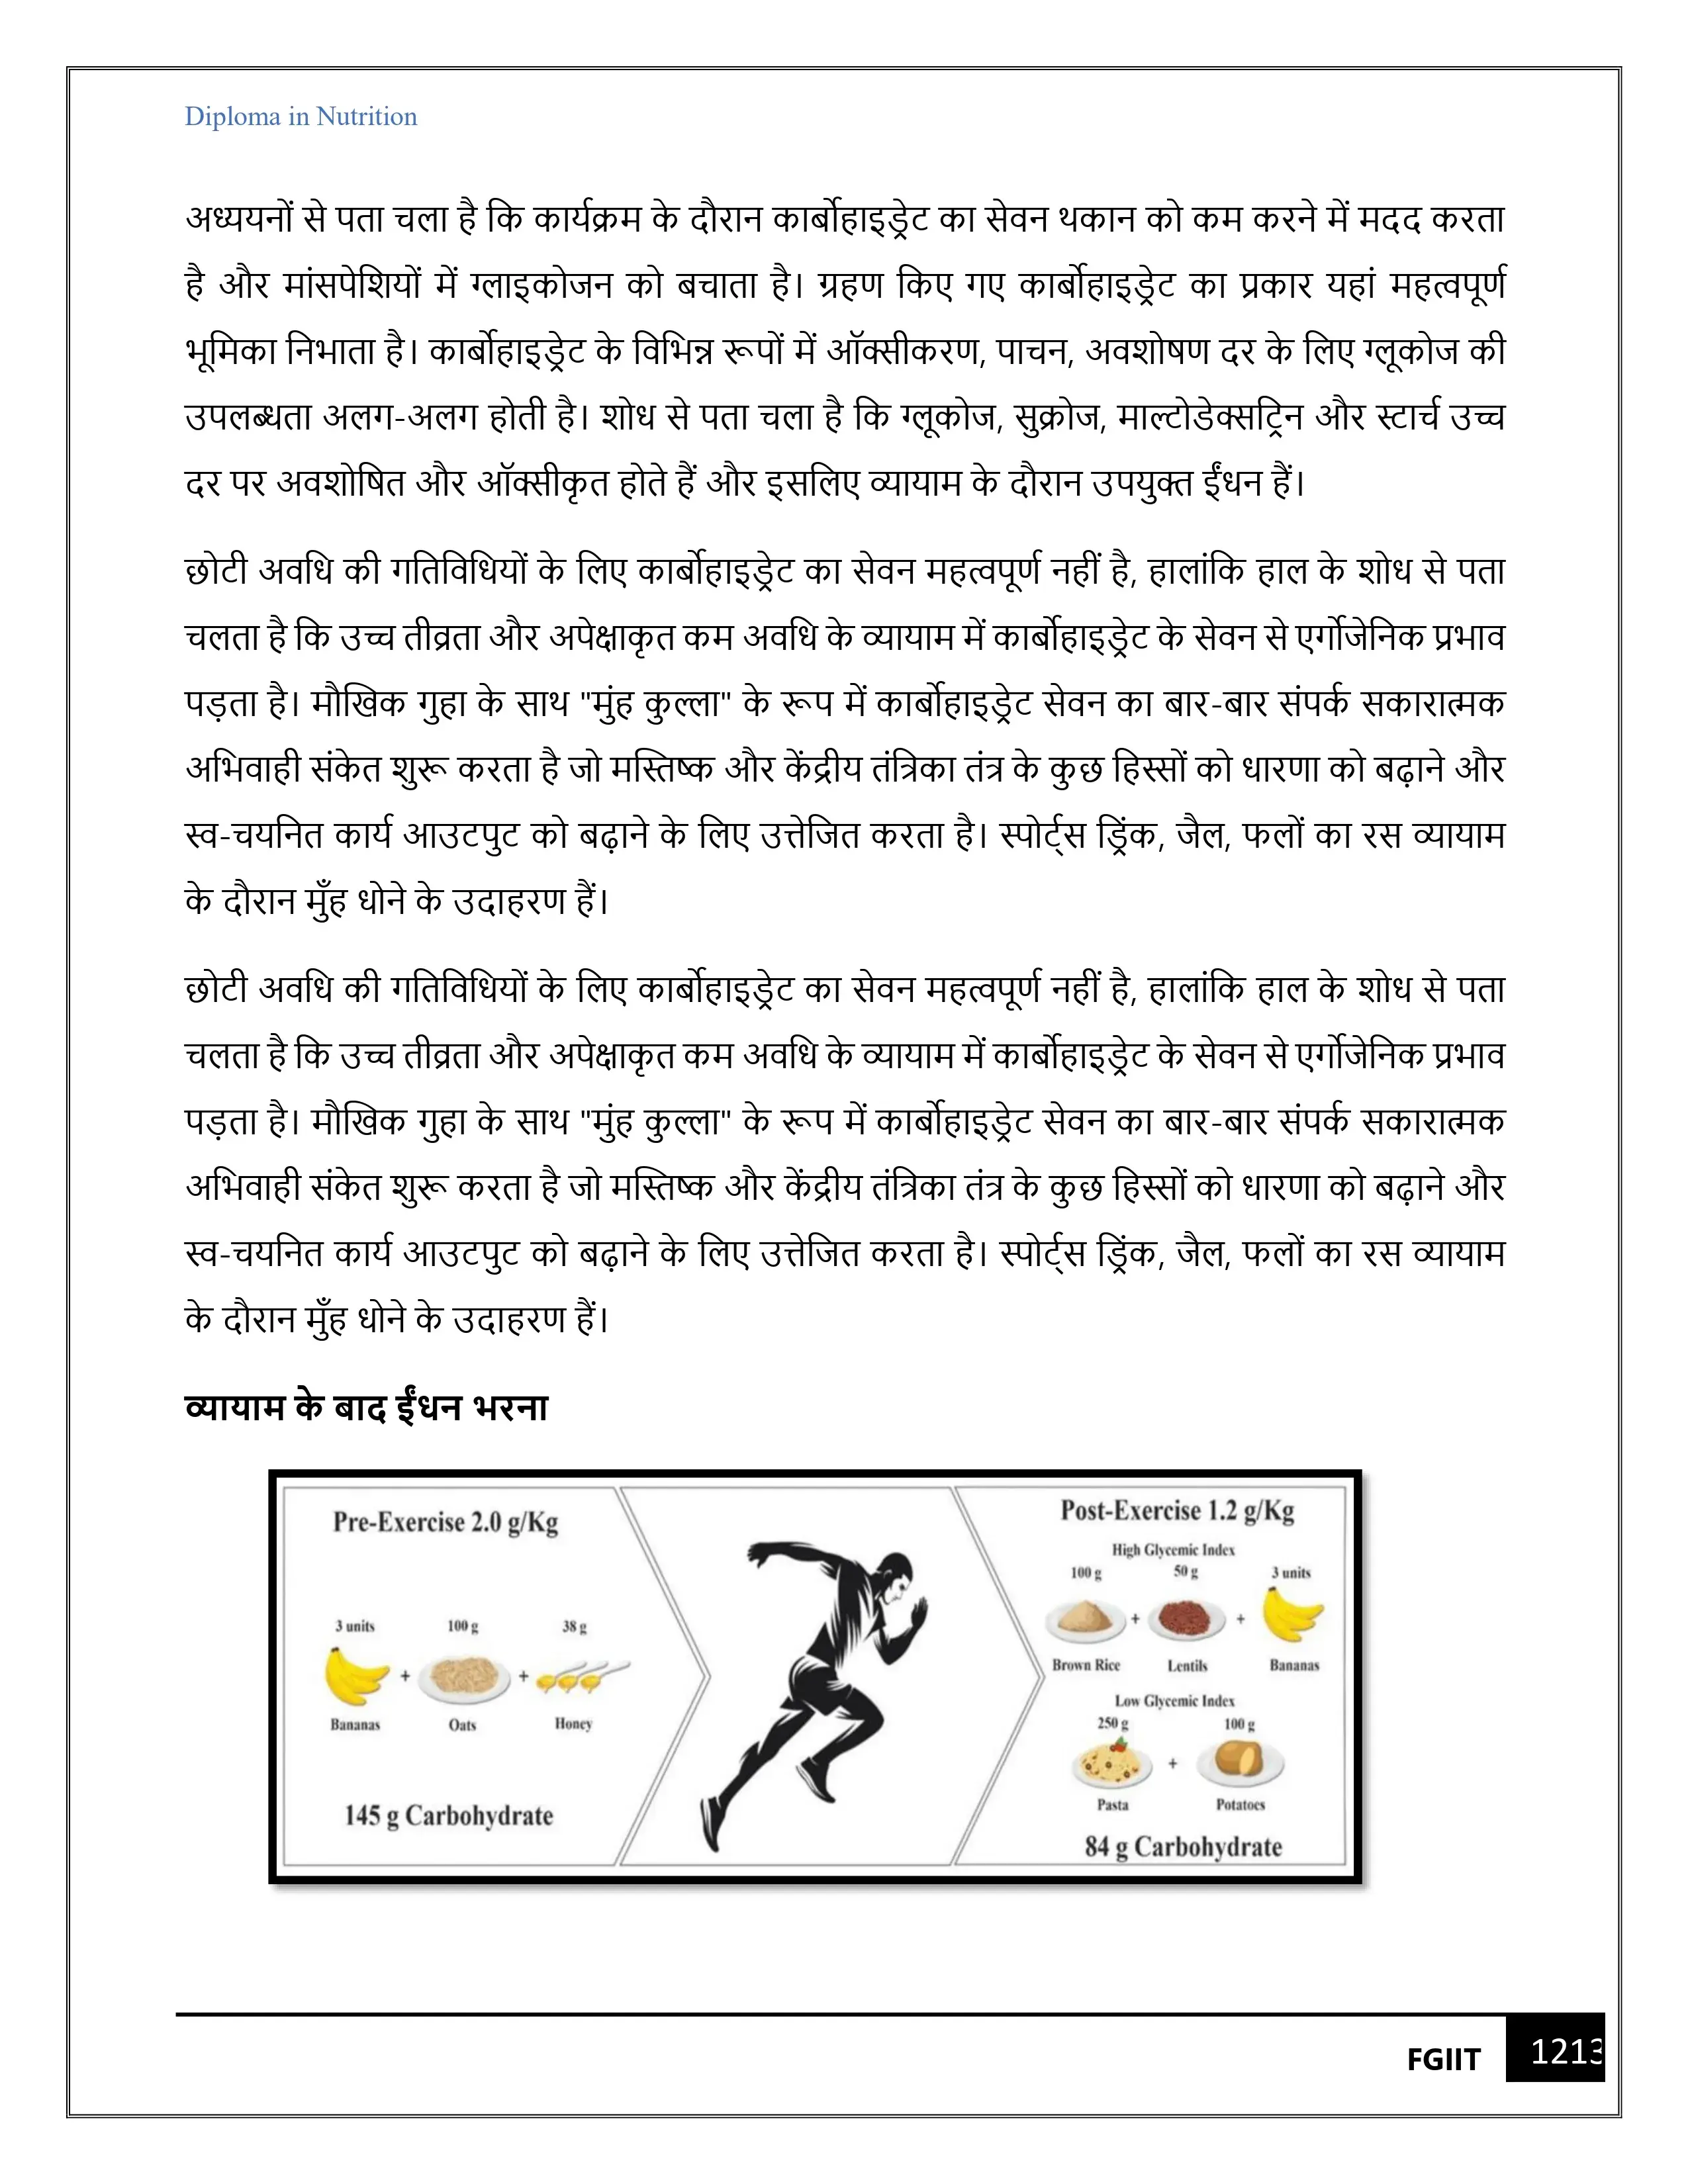 Diploma in Nutrition
अध्ययनों से पता चला है कि कार्यक्रम के दौरान कार्बोहाइड्रेट का सेवन थकान को कम करने में मदद करता
है और मांसपेशियों में ग्लाइकोजन को बचाता है। ग्रहण किए गए कार्बोहाइड्रेट का प्रकार यहां महत्वपूर्ण
भूमिका निभाता है। कार्बोहाइड्रेट के विभिन्न रूपों में ऑक्सीकरण, पाचन, अवशोषण दर के लिए ग्लूकोज की
उपलब्धता अलग-अलग होती है। शोध से पता चला है कि ग्लूकोज, सुक्रोज, माल्टोडेक्सट्रिन और स्टार्च उच्च
दर पर अवशोषित और ऑक्सीकृत होते हैं और इसलिए व्यायाम के दौरान उपयुक्त ईंधन हैं।
छोटी अवधि की गतिविधियों के लिए कार्बोहाइड्रेट का सेवन महत्वपूर्ण नहीं है, हालांकि हाल के शोध से पता
चलता है कि उच्च तीव्रता और अपेक्षाकृत कम अवधि के व्यायाम में कार्बोहाइड्रेट के सेवन से एर्गोजेनिक प्रभाव
पड़ता है। मौखिक गुहा के साथ "मुंह कुल्ला" के रूप में कार्बोहाइड्रेट सेवन का बार-बार संपर्क सकारात्मक
अभिवाही संकेत शुरू करता है जो मस्तिष्क और केंद्रीय तंत्रिका तंत्र के कुछ हिस्सों को धारणा को बढ़ाने और
स्व-चयनित कार्य आउटपुट को बढ़ाने के लिए उत्तेजित करता है। स्पोर्ट्स ड्रिंक, जैल, फलों का रस व्यायाम
के दौरान मुँह धोने के उदाहरण हैं।
छोटी अवधि की गतिविधियों के लिए कार्बोहाइड्रेट का सेवन महत्वपूर्ण नहीं है, हालांकि हाल के शोध से पता
चलता है कि उच्च तीव्रता और अपेक्षाकृत कम अवधि के व्यायाम में कार्बोहाइड्रेट के सेवन से एर्गोजेनिक प्रभाव
पड़ता है। मौखिक गुहा के साथ "मुंह कुल्ला" के रूप में कार्बोहाइड्रेट सेवन का बार-बार संपर्क सकारात्मक
अभिवाही संकेत शुरू करता है जो मस्तिष्क और केंद्रीय तंत्रिका तंत्र के कुछ हिस्सों को धारणा को बढ़ाने और
स्व-चयनित कार्य आउटपुट को बढ़ाने के लिए उत्तेजित करता है। स्पोर्ट्स ड्रिंक, जैल, फलों का रस व्यायाम
के दौरान मुँह धोने के उदाहरण हैं।
व्यायाम के बाद ईंधन भरना
Pre-Exercise 2.0 g/Kg
3 units 100 g 38 g
+ +
Bananas Oats Honey
145 g Carbohydrate
Post-Exercise 1.2 g/Kg
High Glycemic Index
100 g 50 g 3 units
+ +
Brown Rice Lentils Bananas
Low Glycemic Index
250 g 100 g
+
Pasta Potatoes
84 g Carbohydrate
FGIIT 1213